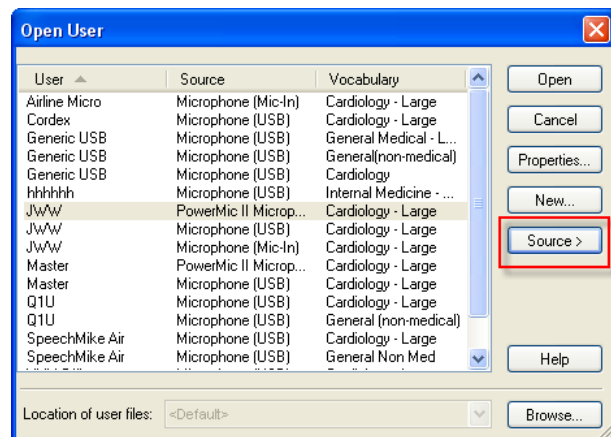 Open User
User Source Vocabulary
Airline Micro Microphone (Mic-In) Cardiology - Large
Cordex Microphone (USB) Cardiology - Large
Generic USB Microphone (USB) General Medical - L...
Generic USB Microphone (USB) General(non-medical)
Generic USB Microphone (USB) Cardiology
hhhhhh Microphone (USB) Internal Medicine - ...
JWW PowerMic II Microp... Cardiology - Large
JWW Microphone (USB) Cardiology - Large
JWW Microphone (Mic-In) Cardiology - Large
Master PowerMic II Microp... Cardiology - Large
Master Microphone (USB) Cardiology - Large
Q1U Microphone (USB) Cardiology - Large
Q1U Microphone (USB) General (non-medical)
SpeechMike Air Microphone (USB) Cardiology - Large
SpeechMike Air Microphone (USB) General Non Med
Open
Cancel
Properties...
New...
Source >
Help
Location of user files: <Default> Browse...